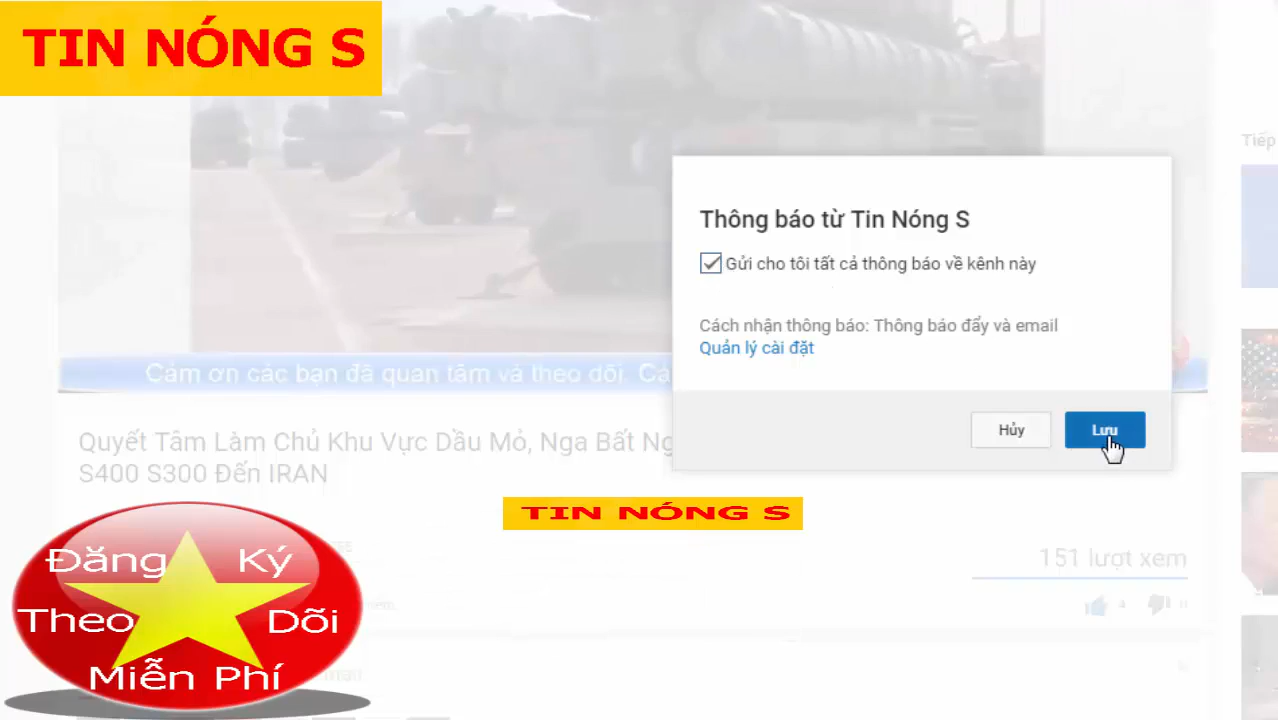 TIN NÓNG S
Tiếp
Thông báo từ Tin Nóng S
Gửi cho tôi tất cả thông báo về kênh này
Cách nhận thông báo: Thông báo đẩy và email
Quản lý cài đặt
Cảm ơn các bạn đã quan tâm và theo dõi.
Hủy
Lưu
Quyết Tâm Làm Chủ Khu Vực Dầu Mỏ, Nga Bất
S400 S300 Đến IRAN
TIN NÓNG S
151 lượt xem
4
0
Đăng Ký
Theo Dõi
Miễn Phí